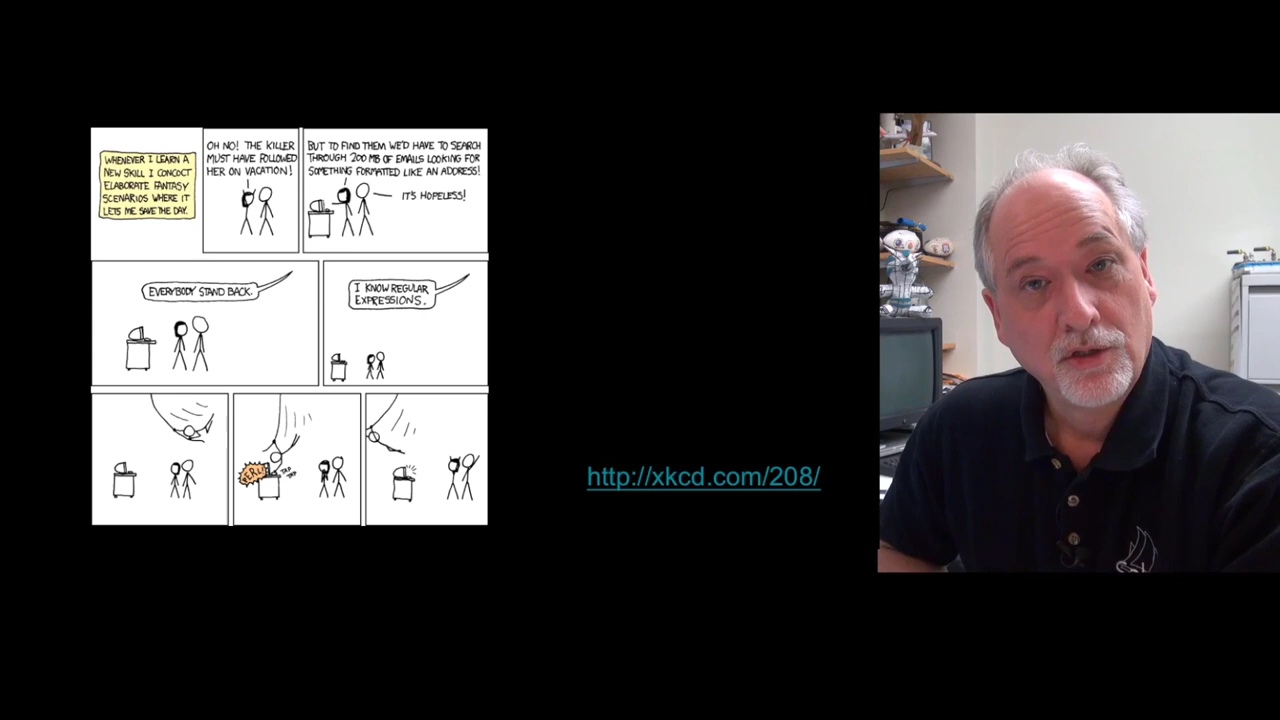 WHENEVER I LEARN A
NEW SKILL I CONCOCT
ELABORATE FANTASY
SCENARIOS WHERE IT
LETS ME SAVE THE DAY.
OH NO! THE KILLER
MUST HAVE FOLLOWED
HER ON VACATION!
BUT TO FIND THEM WE'D HAVE TO SEARCH
THROUGH 200 MB OF EMAILS LOOKING FOR
SOMETHING FORMATTED LIKE AN ADDRESS!
IT'S HOPELESS!
EVERYBODY STAND BACK.
I KNOW REGULAR
EXPRESSIONS.
PERL!
TAP
TAP
http://xkcd.com/208/